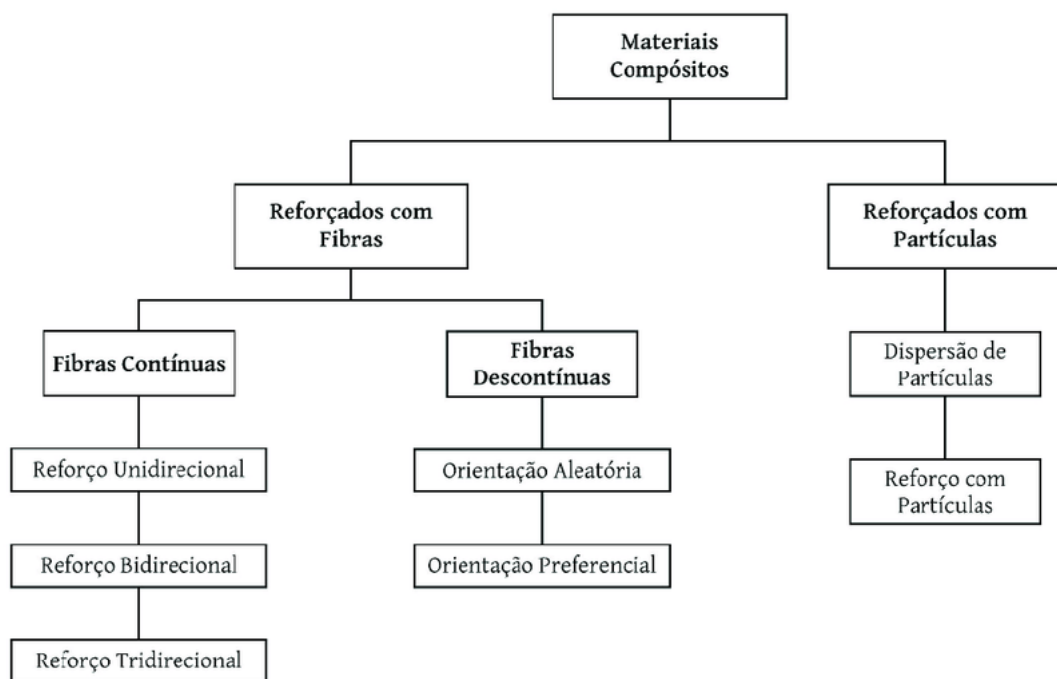 Materiais
Compósitos
Reforçados com
Fibras
Reforçados com
Partículas
Fibras Contínuas
Fibras
Descontínuas
Dispersão de
Partículas
Reforço Unidirecional
Orientação Aleatória
Reforço com
Partículas
Reforço Bidirecional
Orientação Preferencial
Reforço Tridirecional